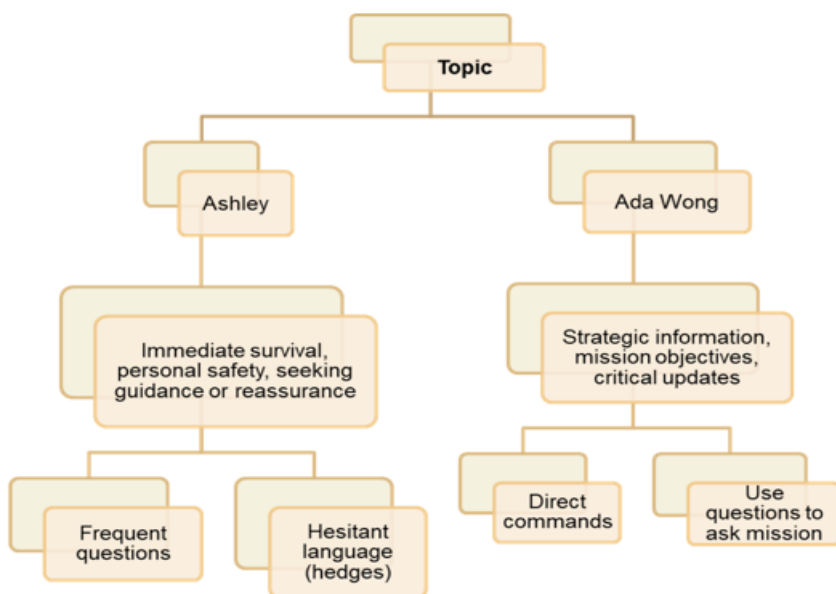 Topic
Ashley
Ada Wong
Immediate survival,
personal safety, seeking
guidance or reassurance
Strategic information,
mission objectives,
critical updates
Frequent
questions
Hesitant
language
(hedges)
Direct
commands
Use
questions to
ask mission